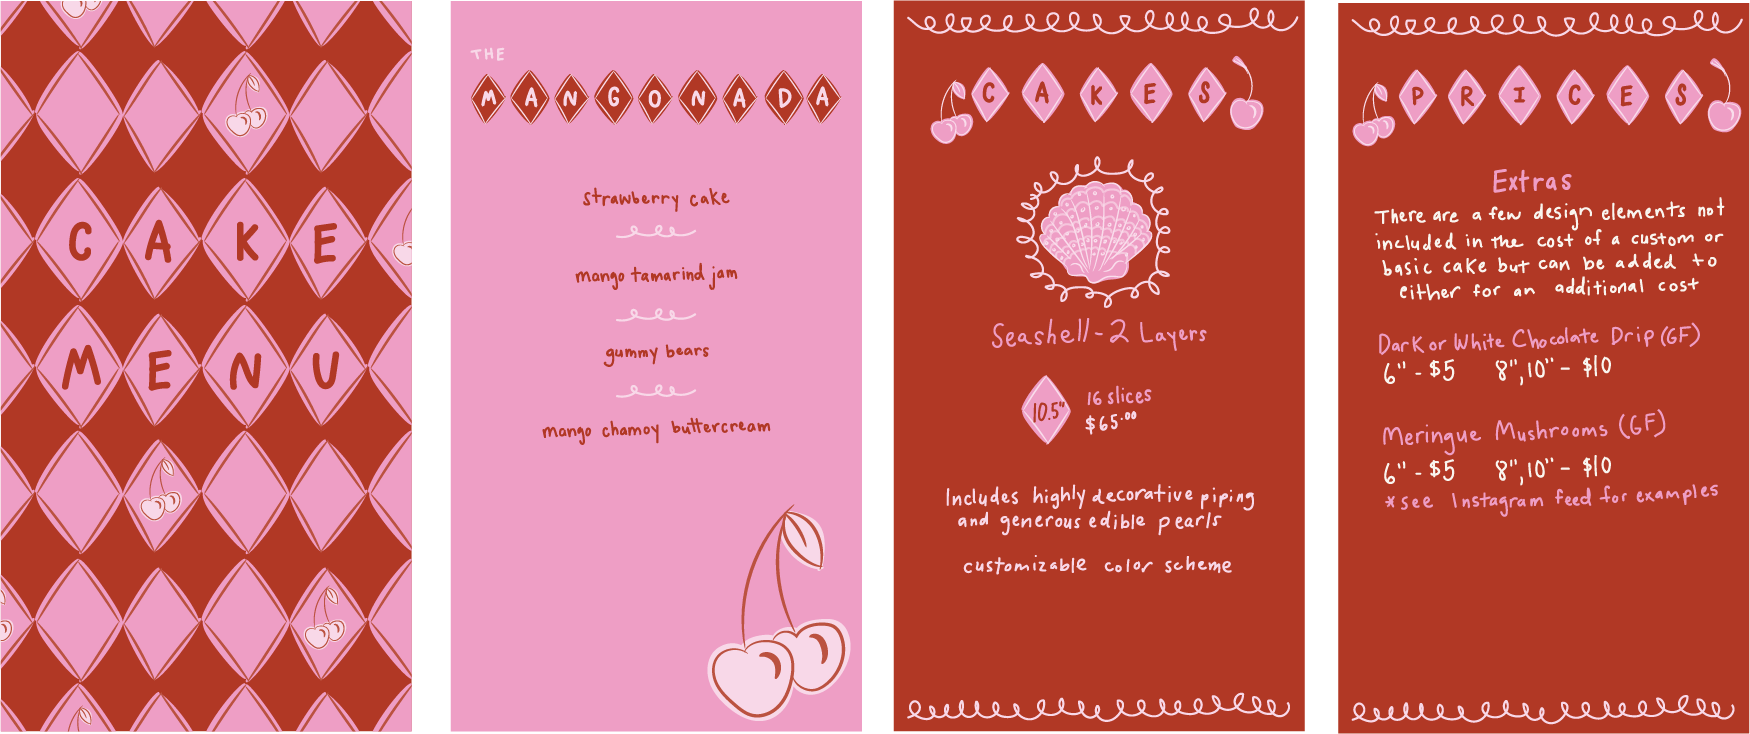 CAKE
MENU
THE
MANGONADA
strawberry cake
mango tamarind jam
gummy bears
mango chamoy buttercream
CAKES
Seashell-2 Layers
10.5"
16 slices
$65.00
Includes highly decorative piping
and generous edible pearls
customizable color scheme
PRICES
Extras
There are a few design elements not
included in the cost of a custom or
basic cake but can be added to
either for an additional cost
Dark or White Chocolate Drip (GF)
6" - $5 8", 10" - $10
Meringue Mushrooms (GF)
6" - $5 8", 10" - $10
*see Instagram feed for examples